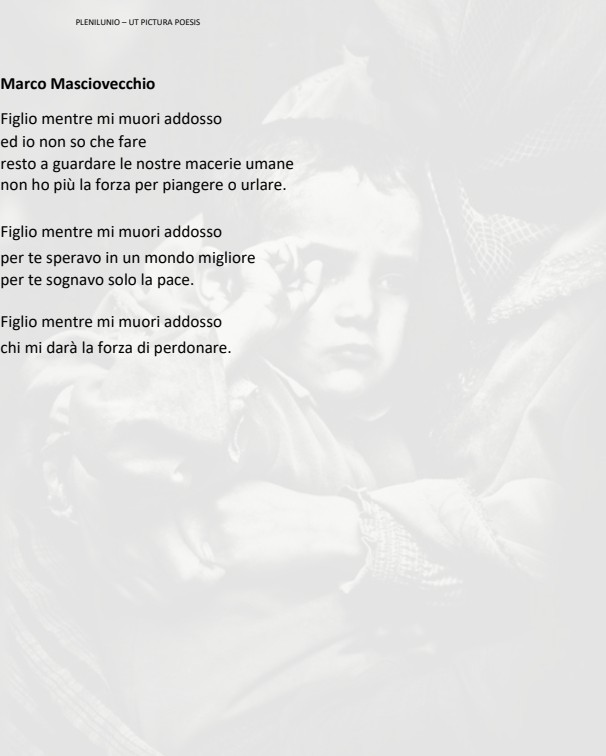 PLENILUNIO – UT PICTURA POESIS
Marco Masciovecchio
Figlio mentre mi muori addosso
ed io non so che fare
resto a guardare le nostre macerie umane
non ho più la forza per piangere o urlare.
Figlio mentre mi muori addosso
per te speravo in un mondo migliore
per te sognavo solo la pace.
Figlio mentre mi muori addosso
chi mi darà la forza di perdonare.